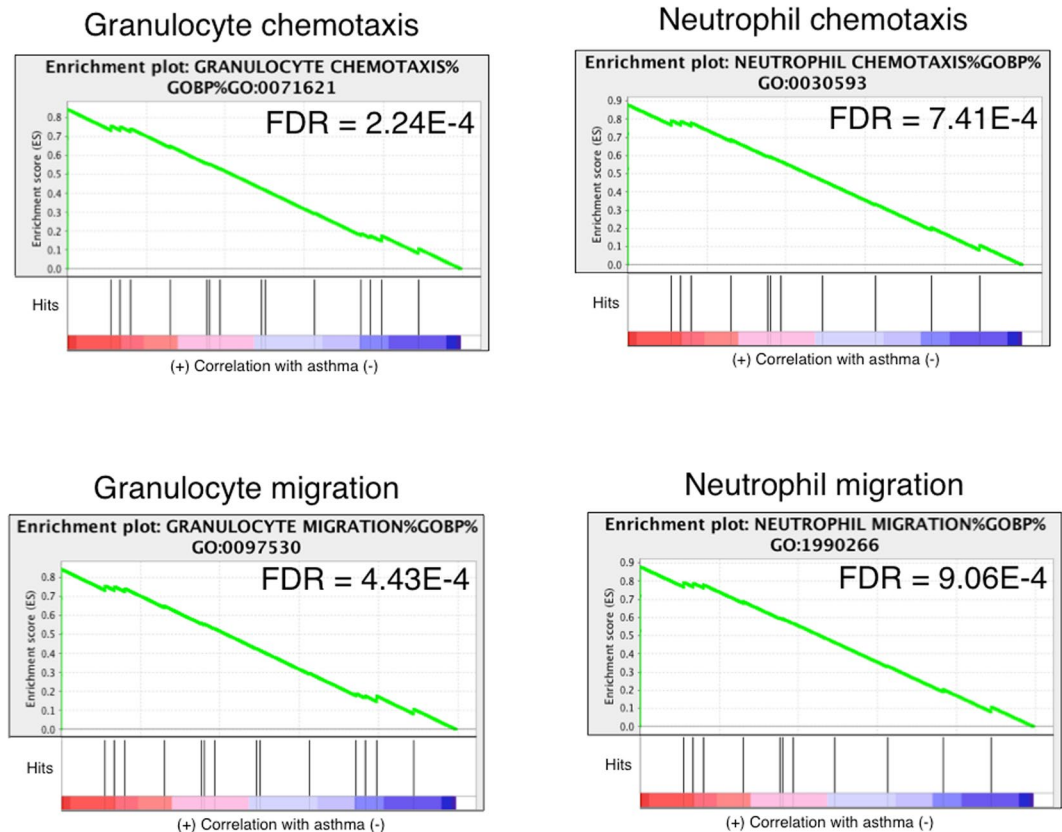 Granulocyte chemotaxis
Enrichment plot: GRANULOCYTE CHEMOTAXIS%
GOBP%GO:0071621
FDR = 2.24E-4
Enrichment score (ES)
0.8
0.7
0.6
0.5
0.4
0.3
0.2
0.1
0.0
Hits
(+) Correlation with asthma (-)
Neutrophil chemotaxis
Enrichment plot: NEUTROPHIL CHEMOTAXIS%GOBP%
GO:0030593
FDR = 7.41E-4
Enrichment score (ES)
0.9
0.8
0.7
0.6
0.5
0.4
0.3
0.2
0.1
0.0
Hits
(+) Correlation with asthma (-)
Granulocyte migration
Enrichment plot: GRANULOCYTE MIGRATION%GOBP%
GO:0097530
FDR = 4.43E-4
Enrichment score (ES)
0.8
0.7
0.6
0.5
0.4
0.3
0.2
0.1
0.0
Hits
(+) Correlation with asthma (-)
Neutrophil migration
Enrichment plot: NEUTROPHIL MIGRATION%GOBP%
GO:1990266
FDR = 9.06E-4
Enrichment score (ES)
0.9
0.8
0.7
0.6
0.5
0.4
0.3
0.2
0.1
0.0
Hits
(+) Correlation with asthma (-)